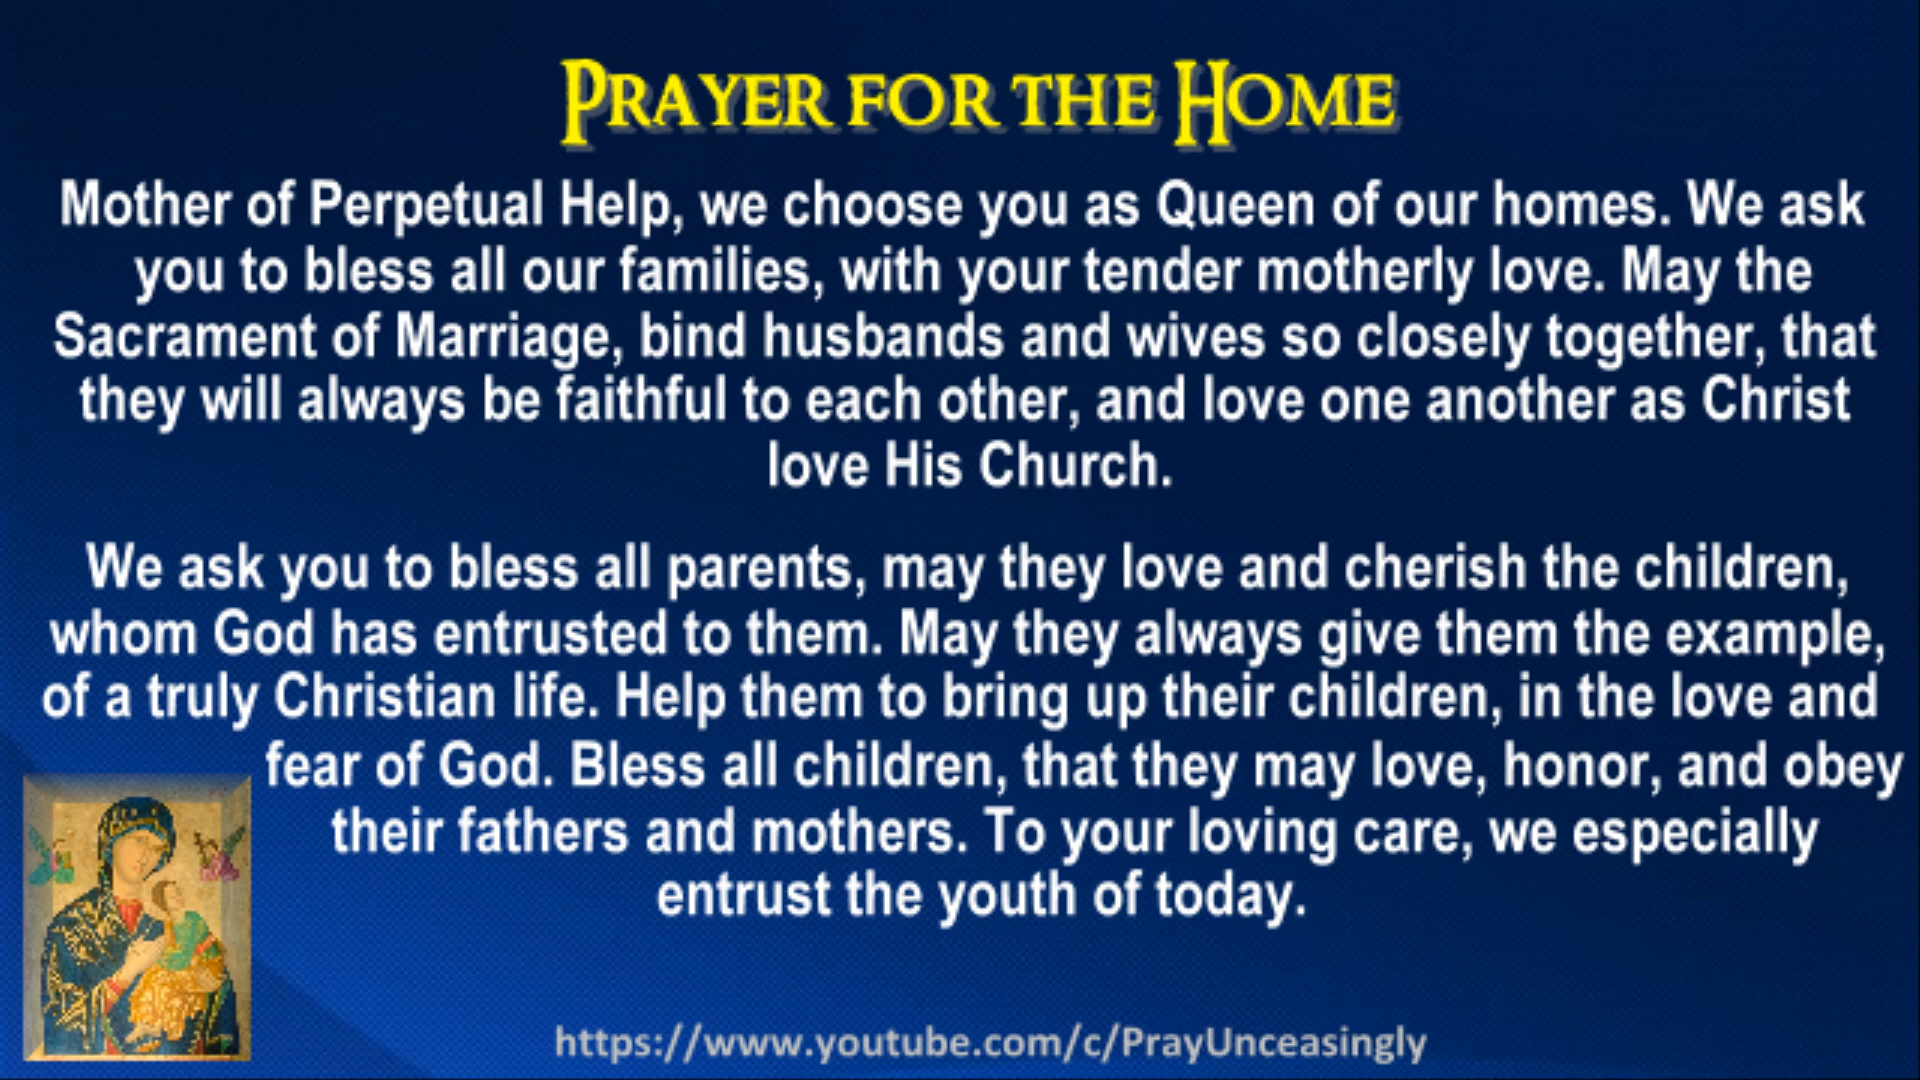 PRAYER FOR THE HOME
Mother of Perpetual Help, we choose you as Queen of our homes. We ask
you to bless all our families, with your tender motherly love. May the
Sacrament of Marriage, bind husbands and wives so closely together, that
they will always be faithful to each other, and love one another as Christ
love His Church.
We ask you to bless all parents, may they love and cherish the children,
whom God has entrusted to them. May they always give them the example,
of a truly Christian life. Help them to bring up their children, in the love and
fear of God. Bless all children, that they may love, honor, and obey
their fathers and mothers. To your loving care, we especially
entrust the youth of today.
https://www.youtube.com/c/PrayUnceasingly